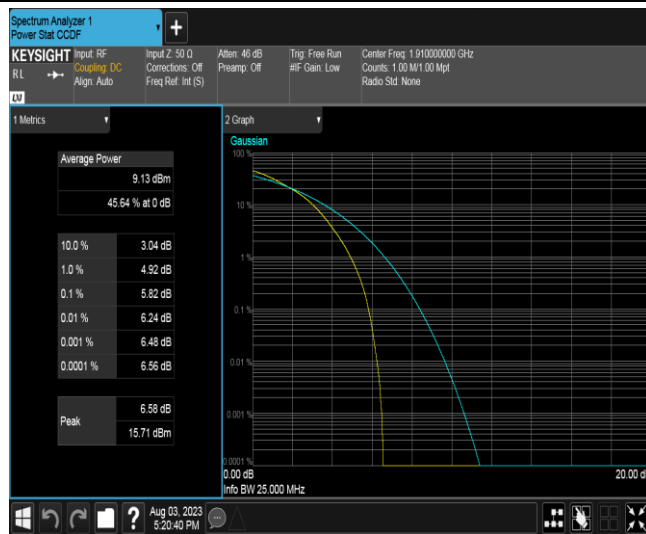 Spectrum Analyzer 1
Power Stat CCDF
+
KEYSIGHT
RL
LXI
Input: RF
Coupling: DC
Align: Auto
Input Z: 50 Ω
Corrections: Off
Freq Ref: Int (S)
Atten: 46 dB
Preamp: Off
Trig: Free Run
#IF Gain: Low
Center Freq: 1.910000000 GHz
Counts: 1.00 M/1.00 Mpt
Radio Std: None
1 Metrics
Average Power
9.13 dBm
45.64 % at 0 dB
10.0 % 3.04 dB
1.0 % 4.92 dB
0.1 % 5.82 dB
0.01 % 6.24 dB
0.001 % 6.48 dB
0.0001 % 6.56 dB
Peak
6.58 dB
15.71 dBm
2 Graph
Gaussian
100 %
10 %
1 %
0.1 %
0.01 %
0.001 %
0.0001 %
0.00 dB
20.00 d
Info BW 25.000 MHz
?
Aug 03, 2023
5:20:40 PM